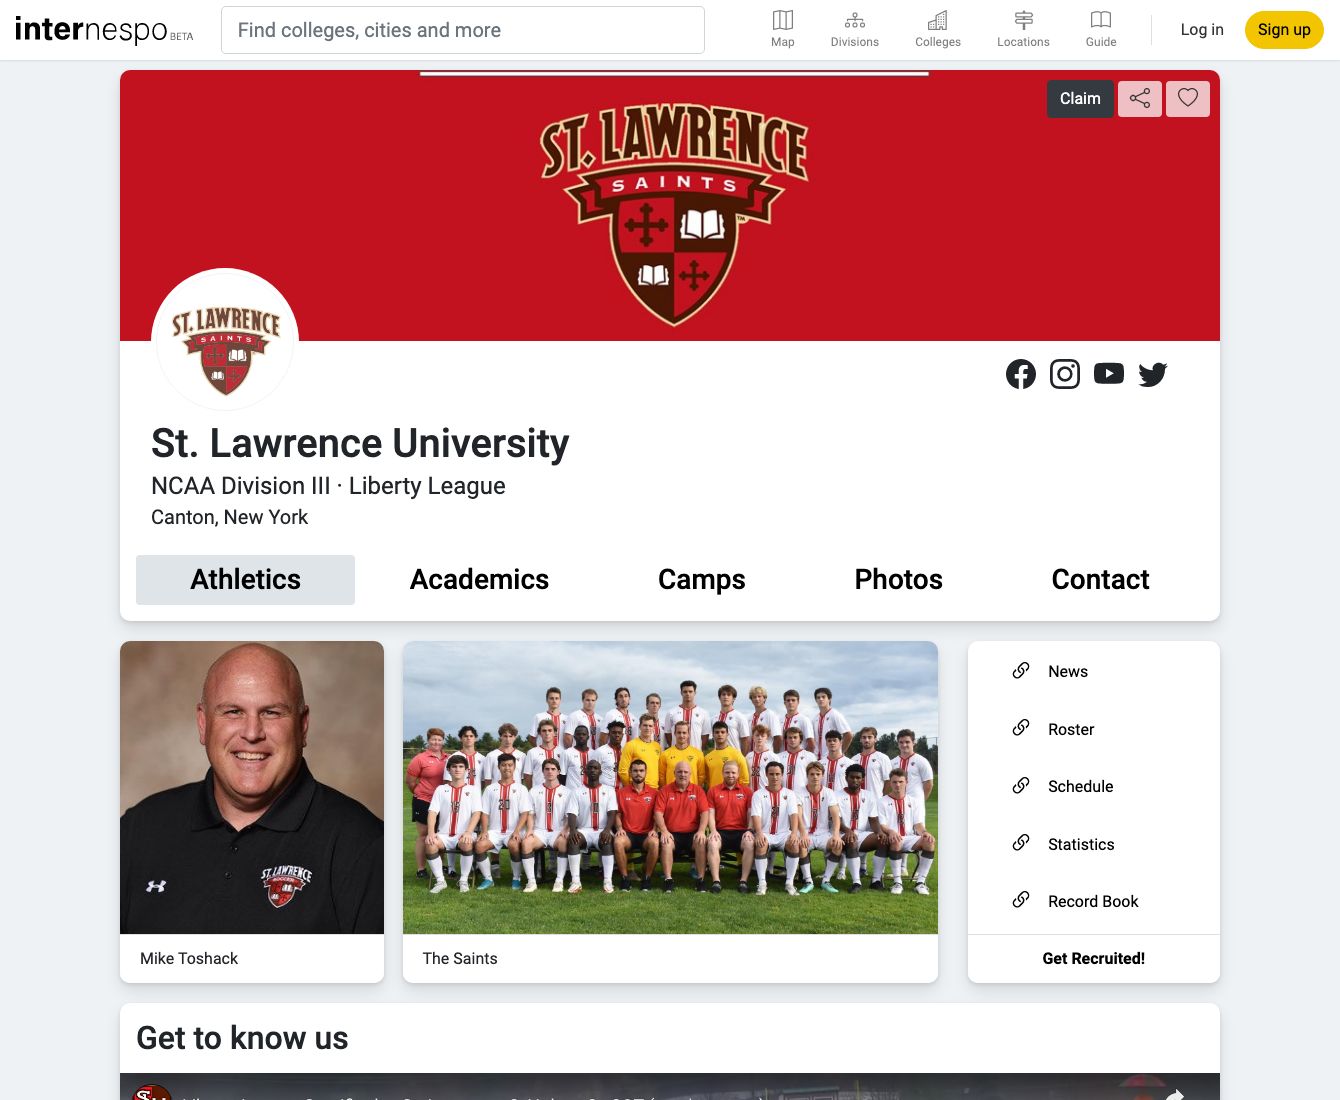 internespo BETA
Find colleges, cities and more
Map
Divisions
Colleges
Locations
Guide
Log in
Sign up
Claim
ST. LAWRENCE
SAINTS
TM
ST. LAWRENCE
SAINTS
St. Lawrence University
NCAA Division III · Liberty League
Canton, New York
Athletics
Academics
Camps
Photos
Contact
ST. LAWRENCE
SOCCER
News
Roster
Schedule
Statistics
Record Book
Mike Toshack
The Saints
Get Recruited!
Get to know us